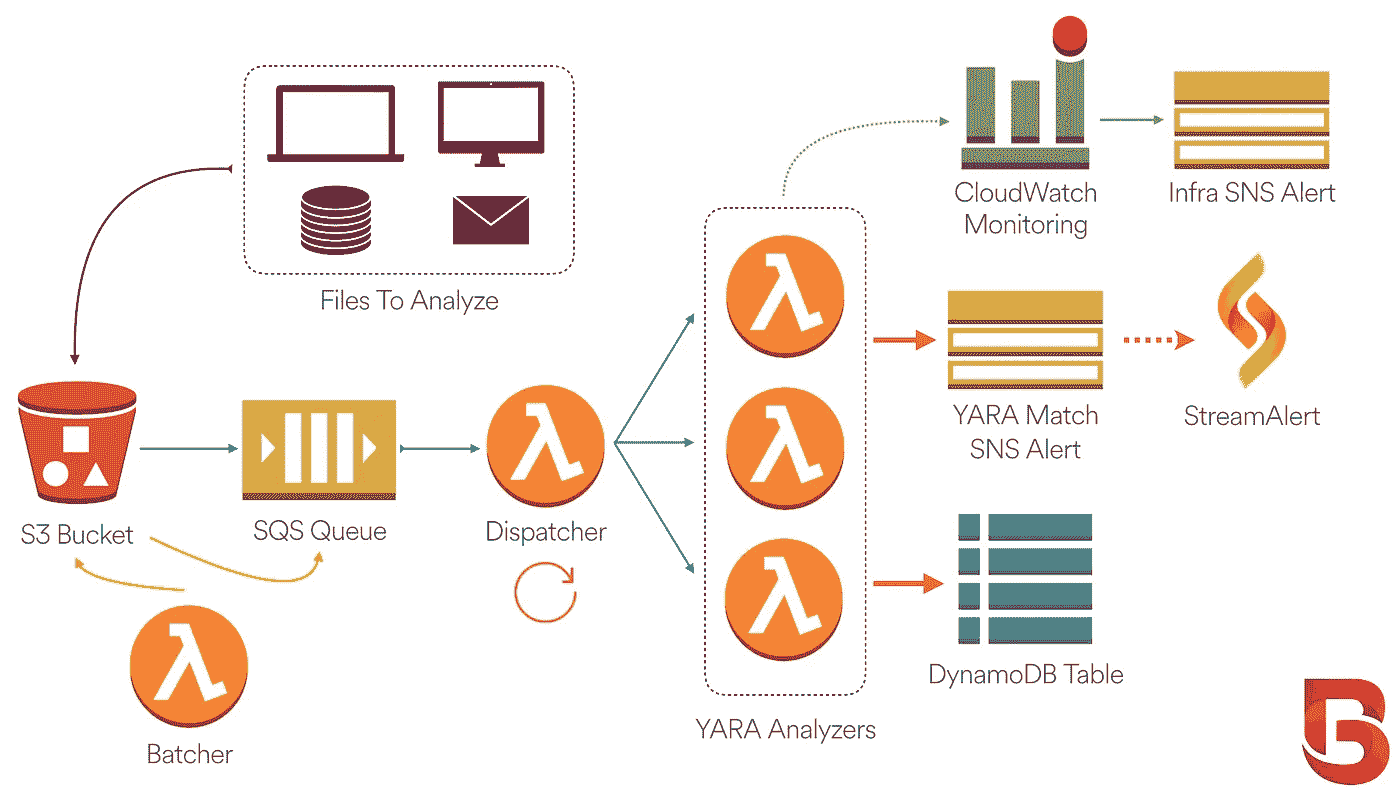 Files To Analyze
CloudWatch
Monitoring
Infra SNS Alert
YARA Match
SNS Alert
StreamAlert
S3 Bucket
SQS Queue
Dispatcher
Batcher
YARA Analyzers
DynamoDB Table